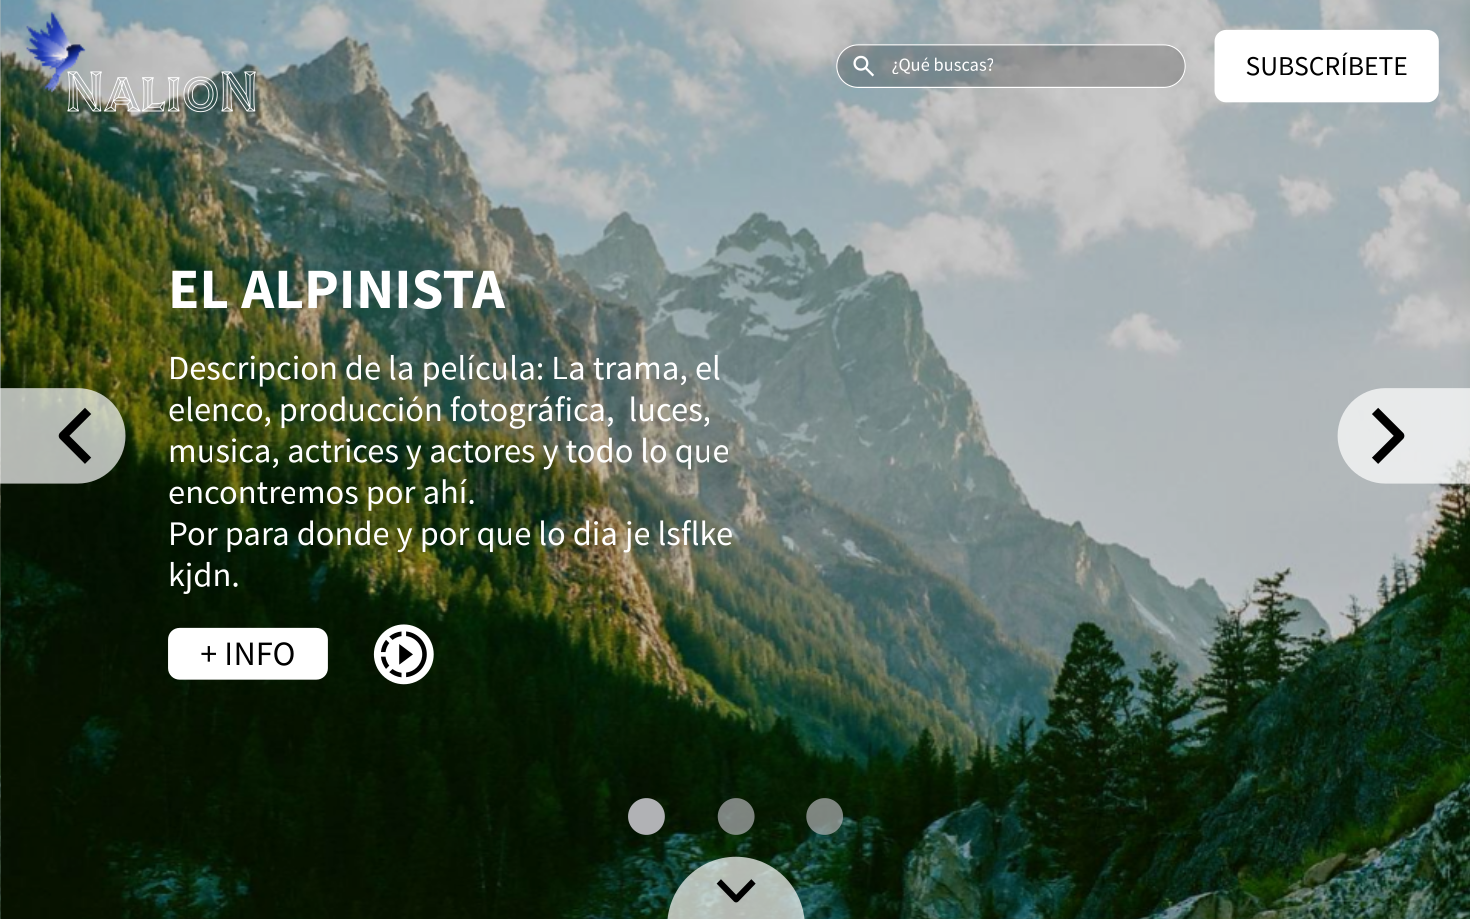 NALION
¿Qué buscas?
SUBSCRÍBETE
EL ALPINISTA
Descripcion de la película: La trama, el
elenco, producción fotográfica,  luces,
musica, actrices y actores y todo lo que
encontremos por ahí.
Por para donde y por que lo dia je lsflke
kjdn.
+ INFO